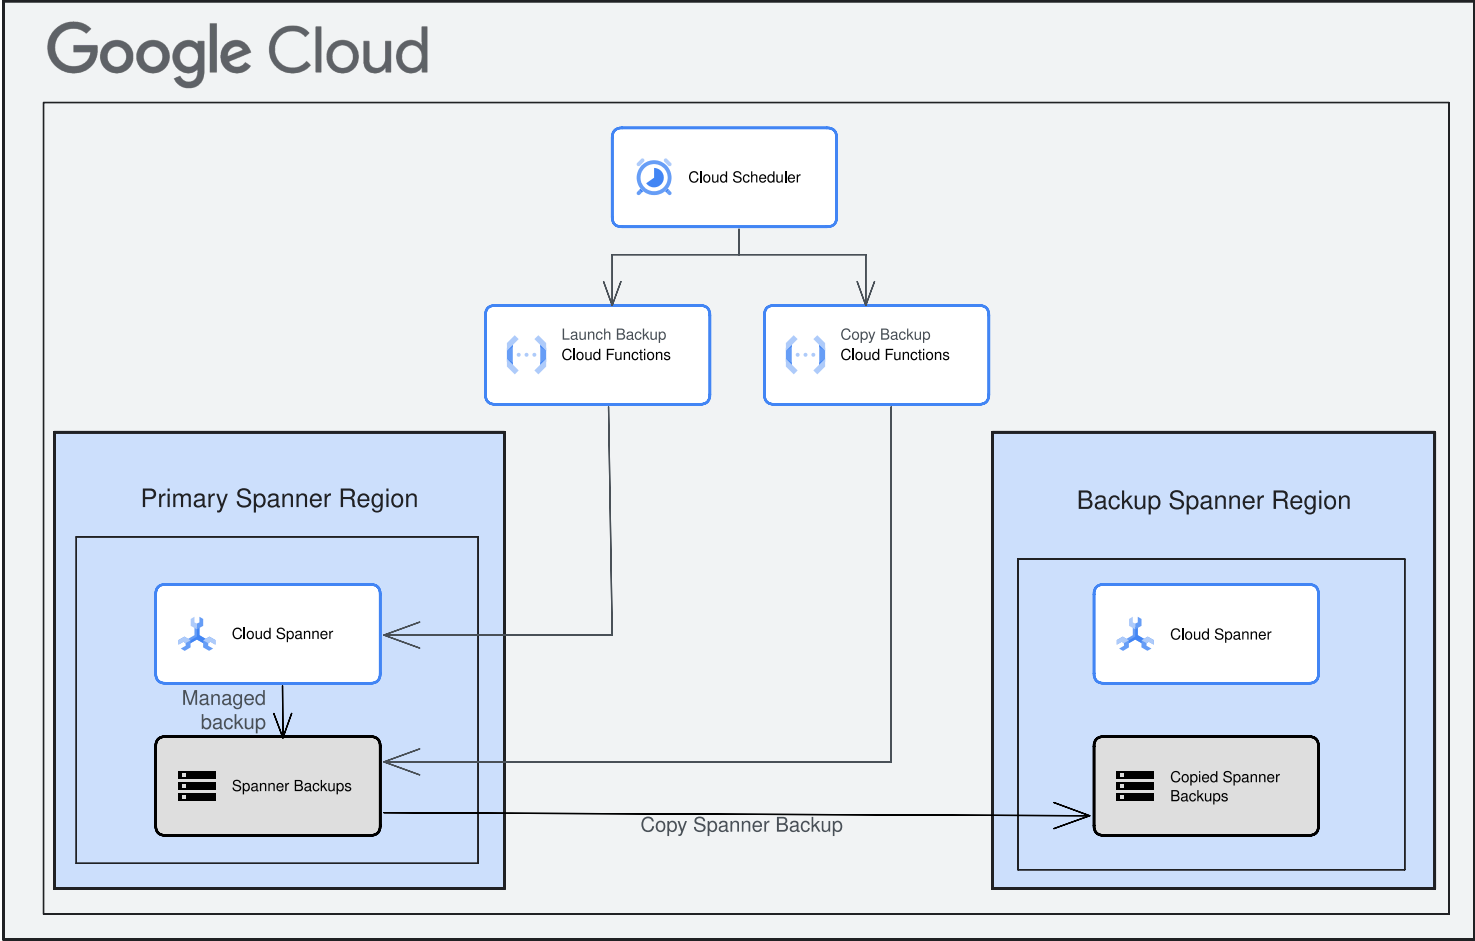 Google Cloud
Cloud Scheduler
Launch Backup
Cloud Functions
Copy Backup
Cloud Functions
Primary Spanner Region
Cloud Spanner
Managed
backup
Spanner Backups
Copy Spanner Backup
Backup Spanner Region
Cloud Spanner
Copied Spanner
Backups